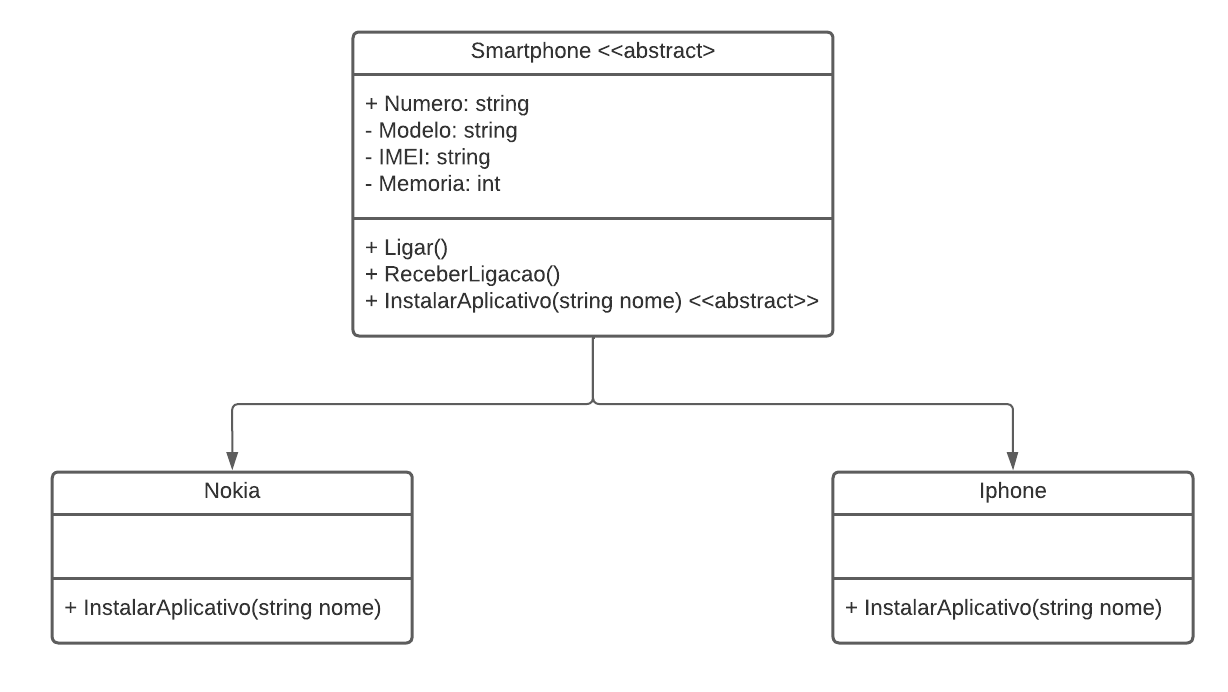 Smartphone <<abstract>
+ Numero: string
- Modelo: string
- IMEI: string
- Memoria: int
+ Ligar()
+ ReceberLigacao()
+ InstalarAplicativo(string nome) <<abstract>>
Nokia
+ InstalarAplicativo(string nome)
Iphone
+ InstalarAplicativo(string nome)